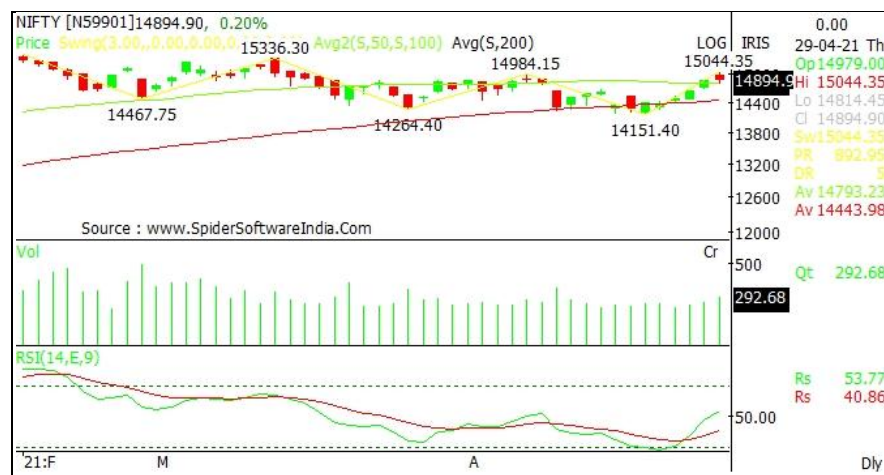 NIFTY [N59901]14894.90, 0.20%
Price Swing(3.00,,0.00,0.00,0 Avg2(S,50,S,100) Avg(S,200) LOG IRIS
15336.30
14984.15
15044.35
14467.75
14264.40
14151.40
Source : www.SpiderSoftwareIndia.Com
14894.9
14400
13800
13200
12600
12000
0.00
29-04-21 Th
Op14979.00
Hi 15044.35
Lo 14814.45
Cl 14894.90
Sw15044.35
PR 892.95
DR 5
Av 14793.23
Av 14443.98
Vol Cr
500
292.68
Qt 292.68
RSI(14,E,9)
50.00
Rs 53.77
Rs 40.86
'21:F M A Dly